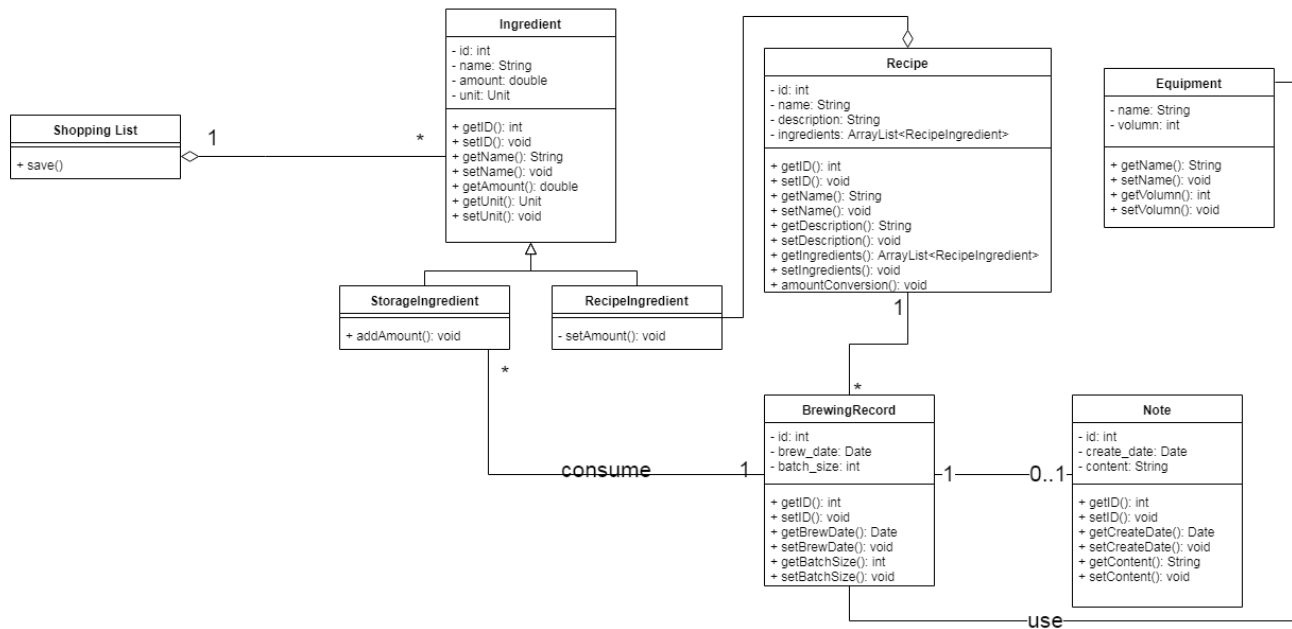 Ingredient
- id: int
- name: String
- amount: double
- unit: Unit
+ getID(): int
+ setID(): void
+ getName(): String
+ setName(): void
+ getAmount(): double
+ getUnit(): Unit
+ setUnit(): void
Recipe
- id: int
- name: String
- description: String
- ingredients: ArrayList<RecipeIngredient>
+ getID(): int
+ setID(): void
+ getName(): String
+ setName(): void
+ getDescription(): String
+ setDescription(): void
+ getIngredients(): ArrayList<RecipeIngredient>
+ setIngredients(): void
+ amountConversion(): void
Equipment
- name: String
- volumn: int
+ getName(): String
+ setName(): void
+ getVolumn(): int
+ setVolumn(): void
Shopping List
+ save()
1
*
StorageIngredient
+ addAmount(): void
RecipeIngredient
- setAmount(): void
1
*
*
consume
1
BrewingRecord
- id: int
- brew_date: Date
- batch_size: int
+ getID(): int
+ setID(): void
+ getBrewDate(): Date
+ setBrewDate(): void
+ getBatchSize(): int
+ setBatchSize(): void
1
0..1
Note
- id: int
- create_date: Date
- content: String
+ getID(): int
+ setID(): void
+ getCreateDate(): Date
+ setCreateDate(): void
+ getContent(): String
+ setContent(): void
use